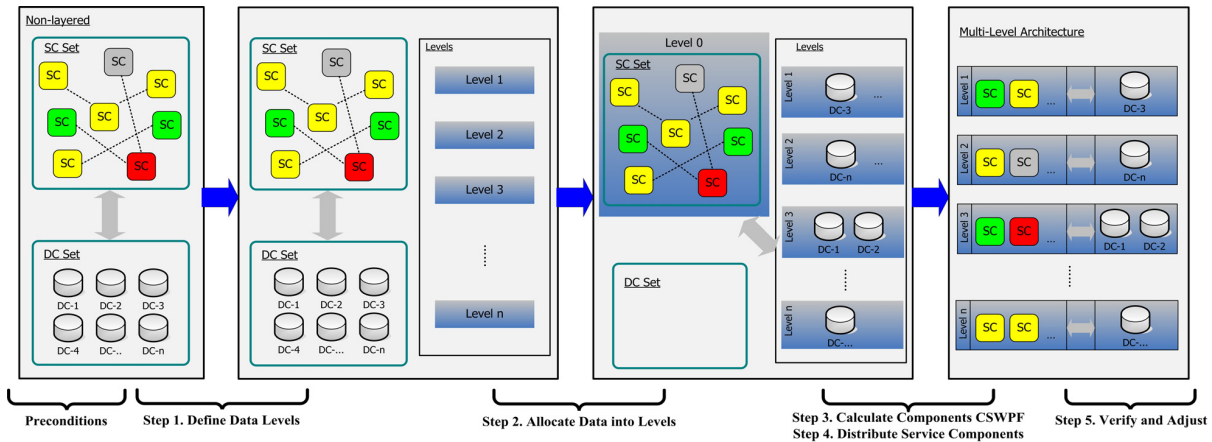 Non-layered
SC Set
SC
SC
SC
SC
SC
SC
SC
SC
DC Set
DC-1 DC-2 DC-3
DC-4 DC-.. DC-n
SC Set
SC
SC
SC
SC
SC
SC
SC
SC
DC Set
DC-1 DC-2 DC-3
DC-4 DC-... DC-n
Levels
Level 1
Level 2
Level 3
......
Level n
Level 0
SC Set
SC
SC
SC
SC
SC
SC
SC
SC
DC Set
Levels
Level 1
...
DC-3
Level 2
...
DC-n
Level 3
DC-1 DC-2
......
Level n
DC-...
Multi-Level Architecture
Level 1
SC SC ...
DC-3
Level 2
SC SC ...
DC-n
Level 3
SC SC ...
DC-1 DC-2
......
Level n
SC SC ...
DC-...
Preconditions
Step 1. Define Data Levels
Step 2. Allocate Data into Levels
Step 3. Calculate Components CSWPF
Step 4. Distribute Service Components
Step 5. Verify and Adjust